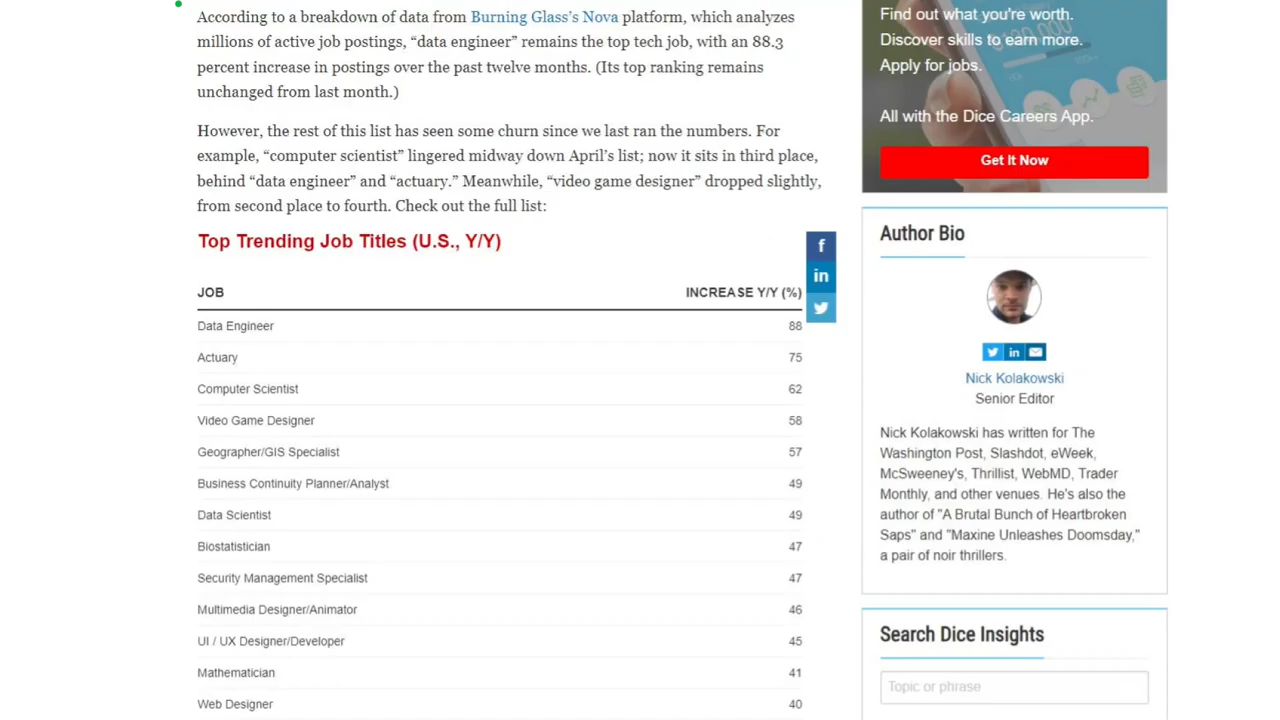 According to a breakdown of data from Burning Glass’s Nova platform, which analyzes
millions of active job postings, “data engineer” remains the top tech job, with an 88.3
percent increase in postings over the past twelve months. (Its top ranking remains
unchanged from last month.)
However, the rest of this list has seen some churn since we last ran the numbers. For
example, “computer scientist” lingered midway down April’s list; now it sits in third place,
behind “data engineer” and “actuary.” Meanwhile, “video game designer” dropped slightly,
from second place to fourth. Check out the full list:
Top Trending Job Titles (U.S., Y/Y)
JOB INCREASE Y/Y (%)
Data Engineer 88
Actuary 75
Computer Scientist 62
Video Game Designer 58
Geographer/GIS Specialist 57
Business Continuity Planner/Analyst 49
Data Scientist 49
Biostatistician 47
Security Management Specialist 47
Multimedia Designer/Animator 46
UI / UX Designer/Developer 45
Mathematician 41
Web Designer 40
f
in
Find out what you're worth.
Discover skills to earn more.
Apply for jobs.
All with the Dice Careers App.
Get It Now
Author Bio
in
Nick Kolakowski
Senior Editor
Nick Kolakowski has written for The
Washington Post, Slashdot, eWeek,
McSweeney's, Thrillist, WebMD, Trader
Monthly, and other venues. He's also the
author of "A Brutal Bunch of Heartbroken
Saps" and "Maxine Unleashes Doomsday,"
a pair of noir thrillers.
Search Dice Insights
Topic or phrase